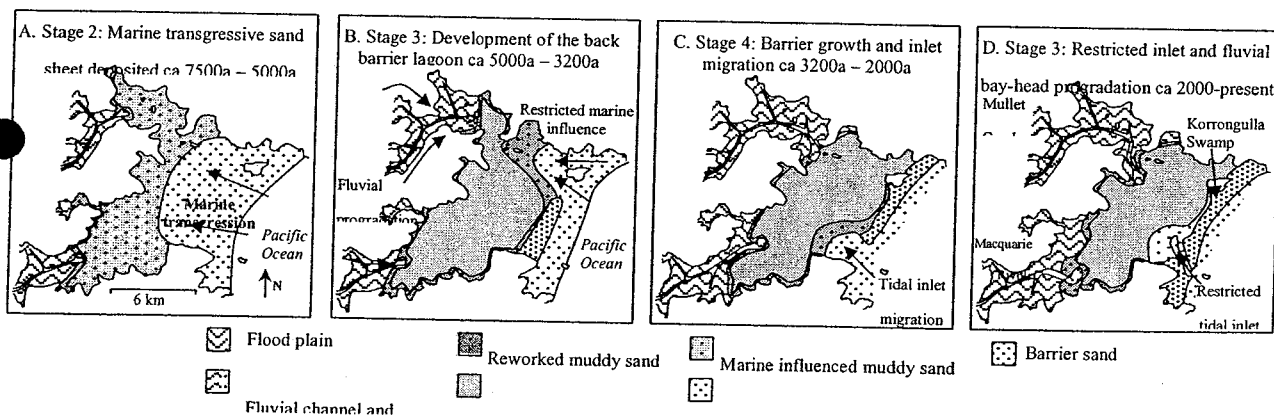 A. Stage 2: Marine transgressive sand
sheet deposited ca 7500a – 5000a
Marine
transgression
Pacific
Ocean
6 km
N
B. Stage 3: Development of the back
barrier lagoon ca 5000a – 3200a
Restricted marine
influence
Fluvial
progradation
Pacific
Ocean
C. Stage 4: Barrier growth and inlet
migration ca 3200a – 2000a
Tidal inlet
migration
D. Stage 3: Restricted inlet and fluvial
bay-head progradation ca 2000-present
Mullet
Korrongulla
Swamp
Macquarie
Restricted
tidal inlet
Flood plain
Reworked muddy sand
Marine influenced muddy sand
Barrier sand
Fluvial channel and